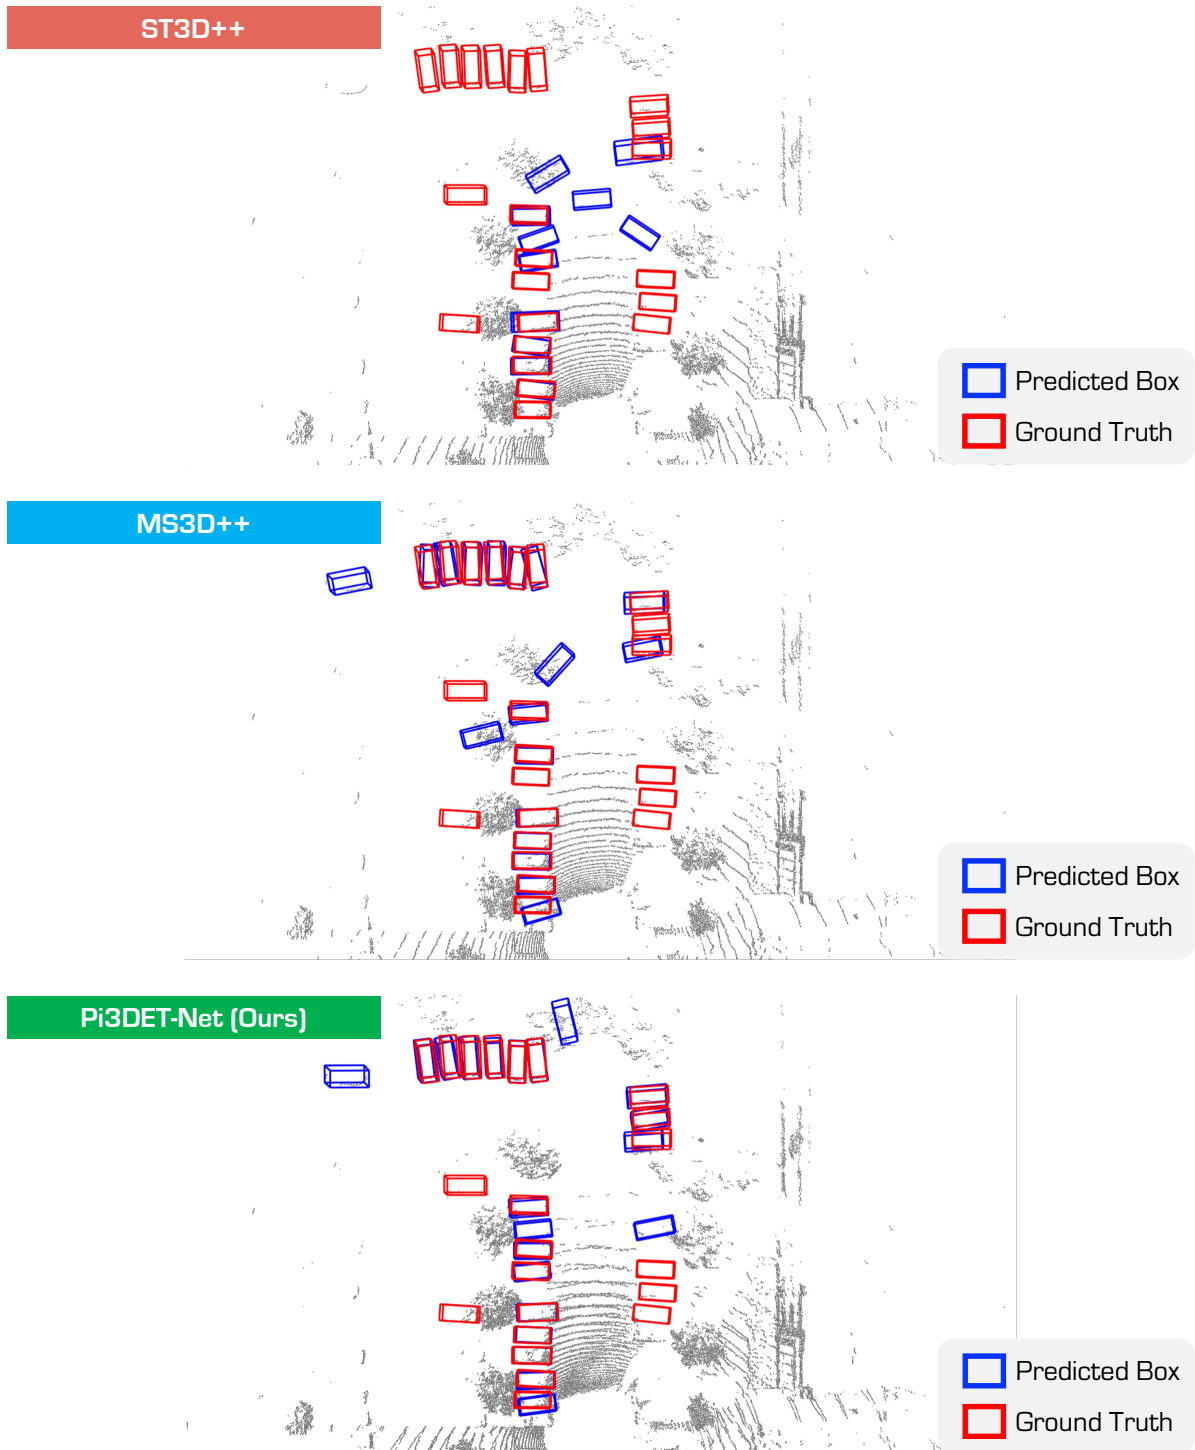 ST3D++
Predicted Box
Ground Truth
MS3D++
Predicted Box
Ground Truth
Pi3DET-Net (Ours)
Predicted Box
Ground Truth